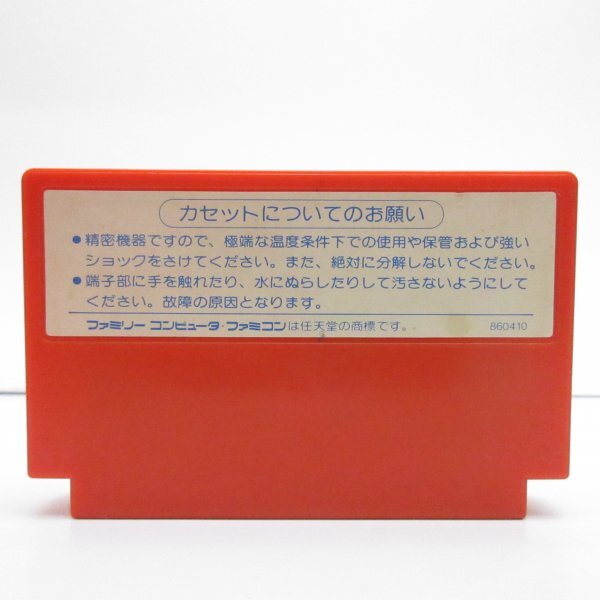 カセットについてのお願い
●精密機器ですので、極端な温度条件下での使用や保管および強い
ショックをさけてください。また、絶対に分解しないでください。
●端子部に手を触れたり、水にぬらしたりして汚さないようにして
ください。故障の原因となります。
ファミリー コンピュータ・ファミコンは任天堂の商標です。 860410